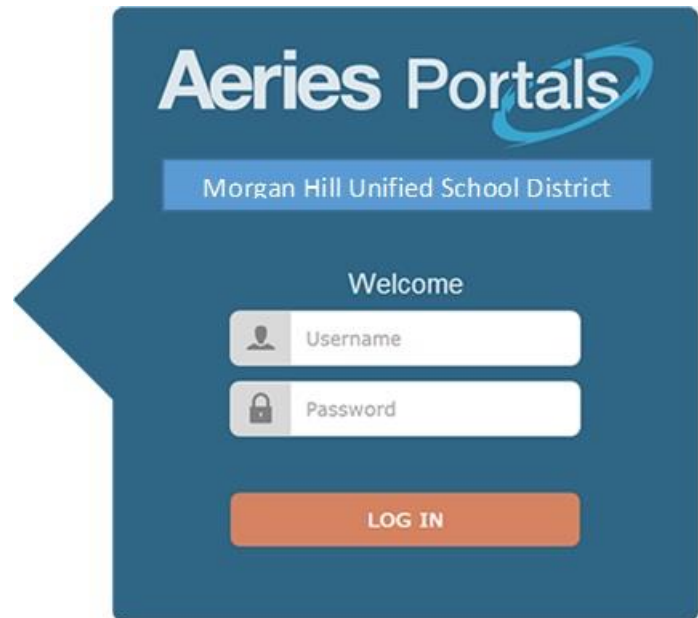 Aeries Portals
Morgan Hill Unified School District
Welcome
Username
Password
LOG IN